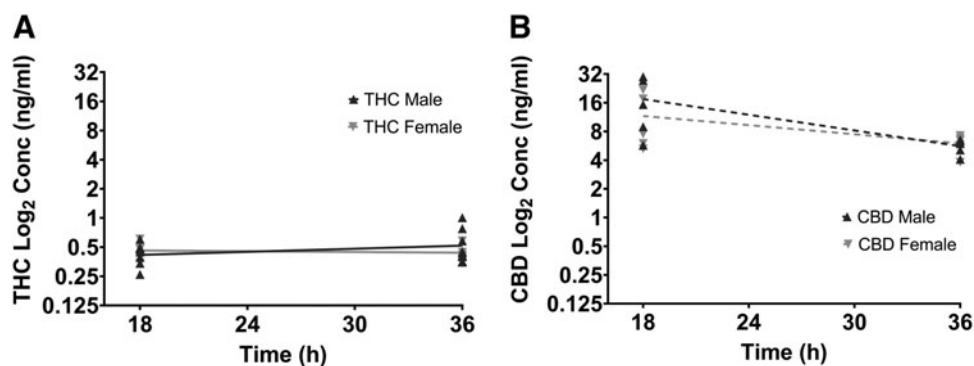 A
THC Log2 Conc (ng/ml)
32
16
8
4
2
1
0.5
0.25
0.125
THC Male
THC Female
18
24
30
36
Time (h)
B
CBD Log2 Conc (ng/ml)
32
16
8
4
2
1
0.5
0.25
0.125
CBD Male
CBD Female
18
24
30
36
Time (h)